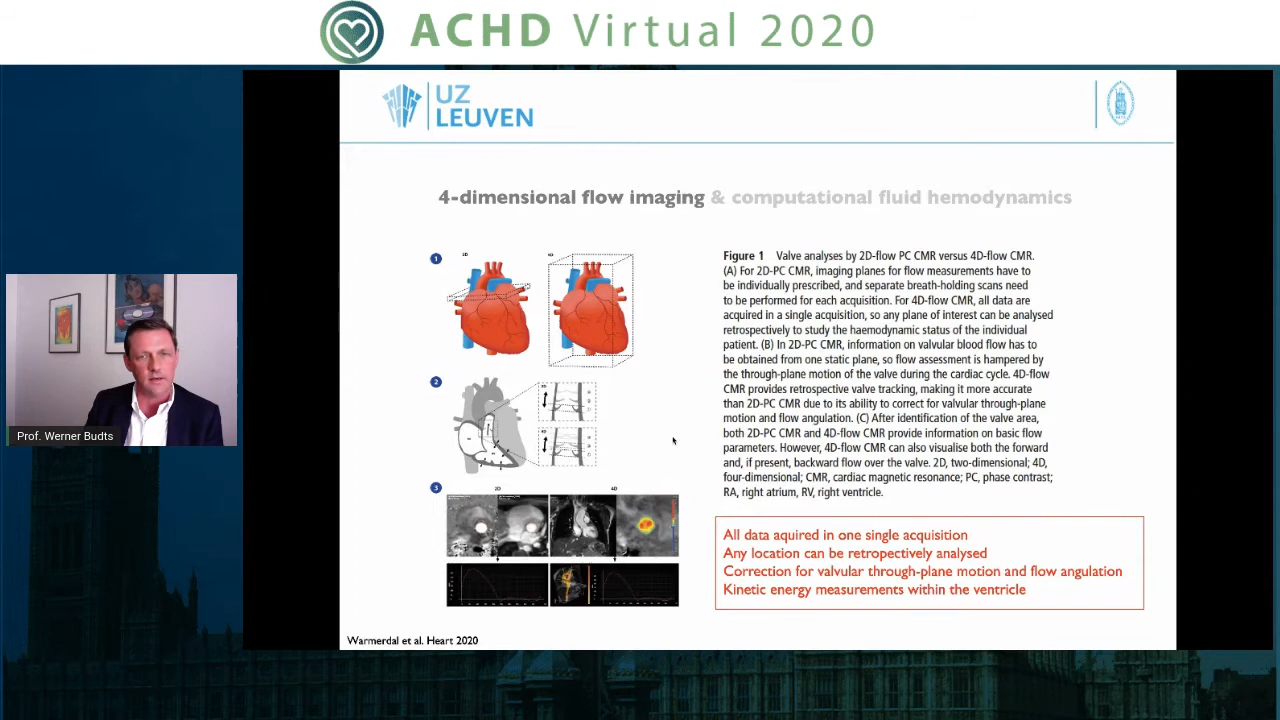 ACHD Virtual 2020
UZ
LEUVEN
4-dimensional flow imaging & computational fluid hemodynamics
1
2D
4D
2
3
2D
4D
Figure 1 Valve analyses by 2D-flow PC CMR versus 4D-flow CMR.
(A) For 2D-PC CMR, imaging planes for flow measurements have to
be individually prescribed, and separate breath-holding scans need
to be performed for each acquisition. For 4D-flow CMR, all data are
acquired in a single acquisition, so any plane of interest can be analysed
retrospectively to study the haemodynamic status of the individual
patient. (B) In 2D-PC CMR, information on valvular blood flow has to
be obtained from one static plane, so flow assessment is hampered by
the through-plane motion of the valve during the cardiac cycle. 4D-flow
CMR provides retrospective valve tracking, making it more accurate
than 2D-PC CMR due to its ability to correct for valvular through-plane
motion and flow angulation. (C) After identification of the valve area,
both 2D-PC CMR and 4D-flow CMR provide information on basic flow
parameters. However, 4D-flow CMR can also visualise both the forward
and, if present, backward flow over the valve. 2D, two-dimensional; 4D,
four-dimensional; CMR, cardiac magnetic resonance; PC, phase contrast;
RA, right atrium, RV, right ventricle.
All data aquired in one single acquisition
Any location can be retropectively analysed
Correction for valvular through-plane motion and flow angulation
Kinetic energy measurements within the ventricle
Warmerdal et al. Heart 2020
Prof. Werner Budts